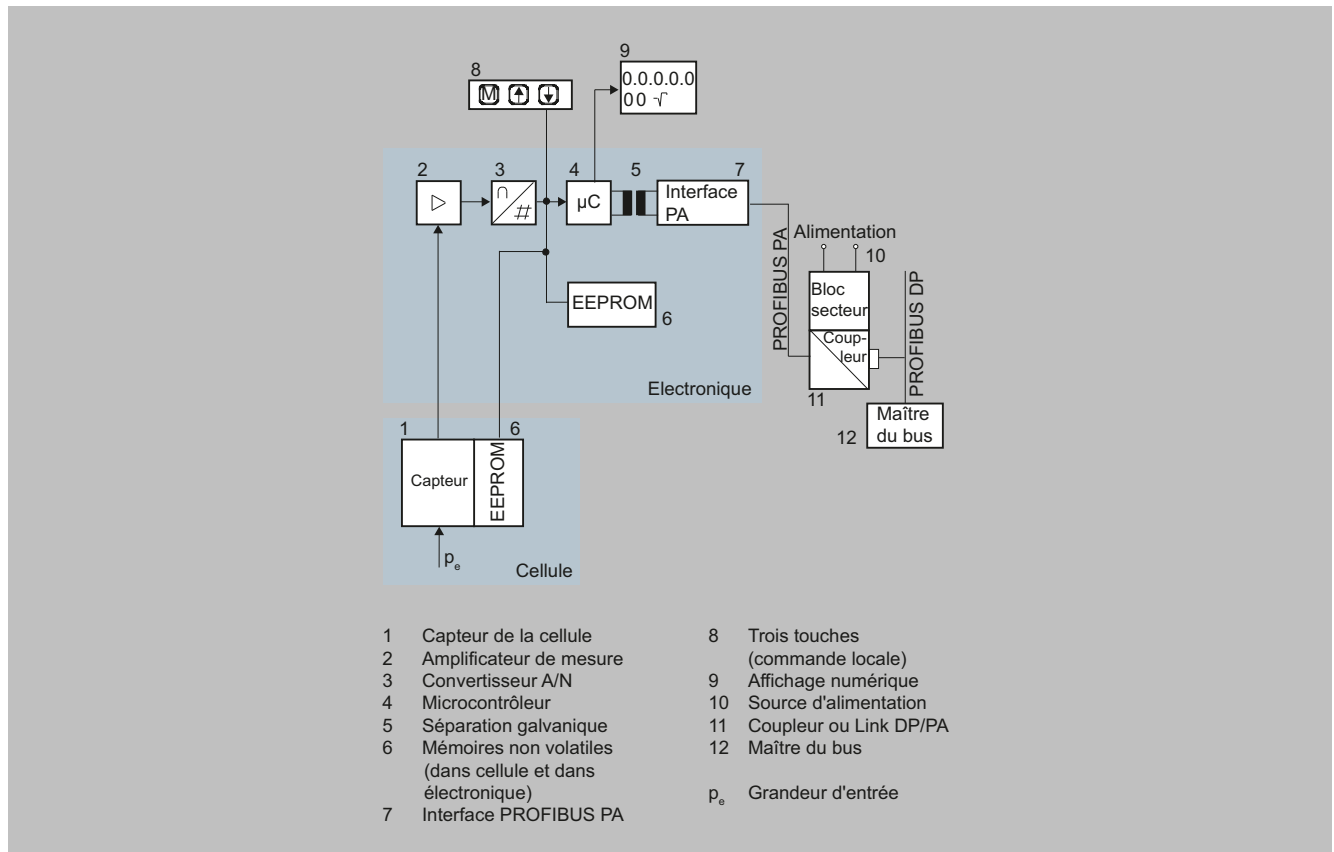 9
8
0.0.0.0.0
00
M
2
3
4
5
7
µC
Interface
PA
Alimentation
10
PROFIBUS PA
Bloc
secteur
PROFIBUS DP
EEPROM
6
Coup-
leur
Electronique
11
Maître
du bus
12
1
6
Capteur
EEPROM
pe
Cellule
1 Capteur de la cellule
2 Amplificateur de mesure
3 Convertisseur A/N
4 Microcontrôleur
5 Séparation galvanique
6 Mémoires non volatiles
(dans cellule et dans
électronique)
7 Interface PROFIBUS PA
8 Trois touches
(commande locale)
9 Affichage numérique
10 Source d'alimentation
11 Coupleur ou Link DP/PA
12 Maître du bus
pe Grandeur d'entrée